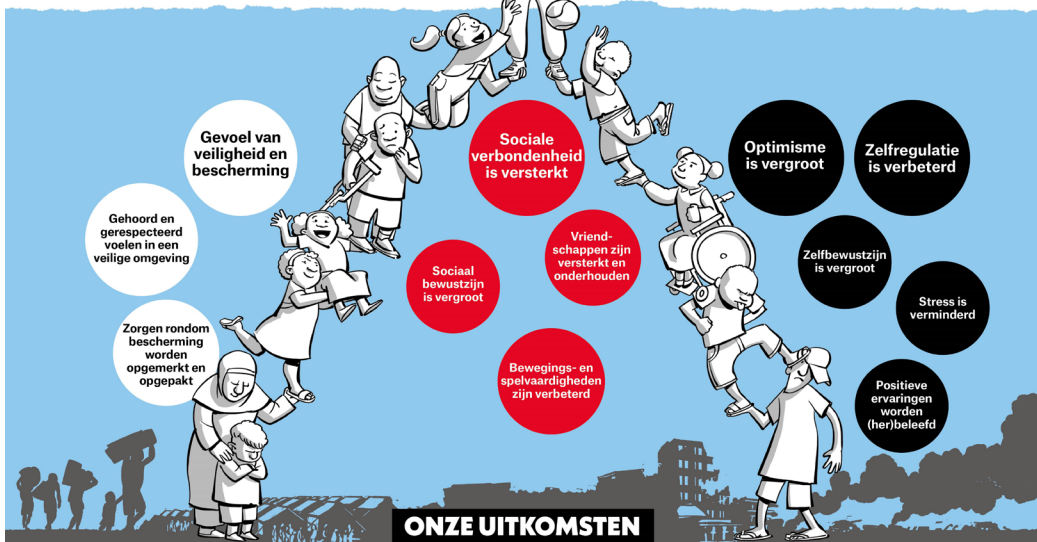 Gevoel van
veiligheid en
bescherming
Gehoord en
gerespecteerd
voelen in een
veilige omgeving
Zorgen rondom
bescherming
worden
opgemerkt en
opgepakt
Sociale
verbondenheid
is versterkt
Sociaal
bewustzijn
is vergroot
Vriend-
schappen zijn
versterkt en
onderhouden
Bewegings- en
spelvaardigheden
zijn verbeterd
Optimisme
is vergroot
Zelfregulatie
is verbeterd
Zelfbewustzijn
is vergroot
Stress is
verminderd
Positieve
ervaringen
worden
(her)beleefd
ONZE UITKOMSTEN